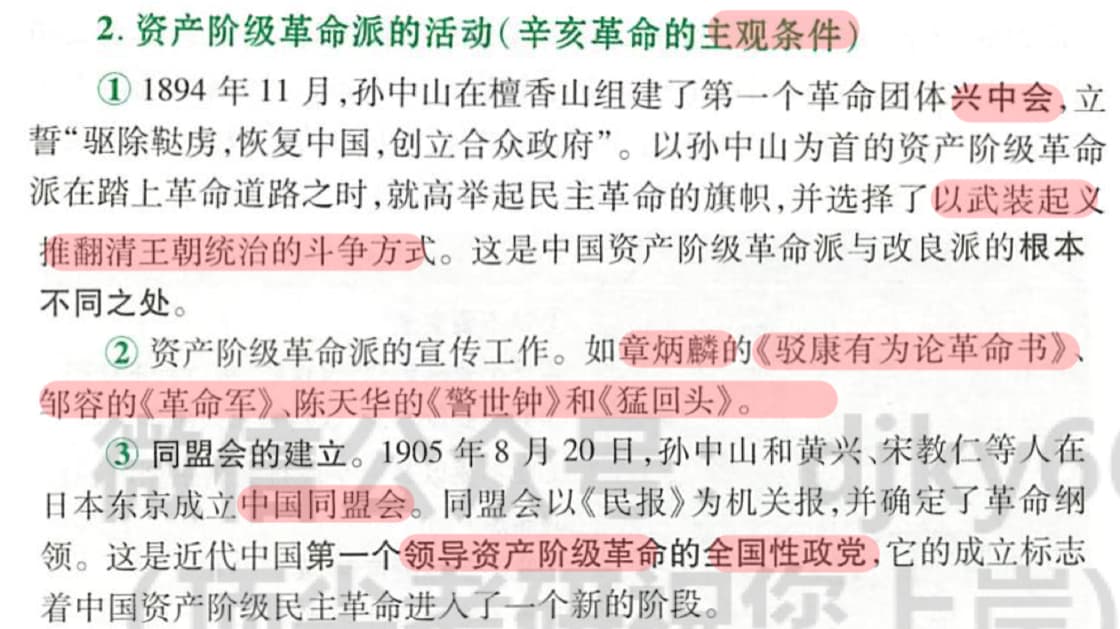 2. 资产阶级革命派的活动(辛亥革命的主观条件)
① 1894 年 11 月,孙中山在檀香山组建了第一个革命团体兴中会,立
誓“驱除鞑虏,恢复中国,创立合众政府”。以孙中山为首的资产阶级革命
派在踏上革命道路之时,就高举起民主革命的旗帜,并选择了以武装起义
推翻清王朝统治的斗争方式。这是中国资产阶级革命派与改良派的根本
不同之处。
② 资产阶级革命派的宣传工作。如章炳麟的《驳康有为论革命书》、
邹容的《革命军》、陈天华的《警世钟》和《猛回头》。
③ 同盟会的建立。1905 年 8 月 20 日,孙中山和黄兴、宋教仁等人在
日本东京成立中国同盟会。同盟会以《民报》为机关报,并确定了革命纲
领。这是近代中国第一个领导资产阶级革命的全国性政党,它的成立标志
着中国资产阶级民主革命进入了一个新的阶段。
微信公众号 djky6